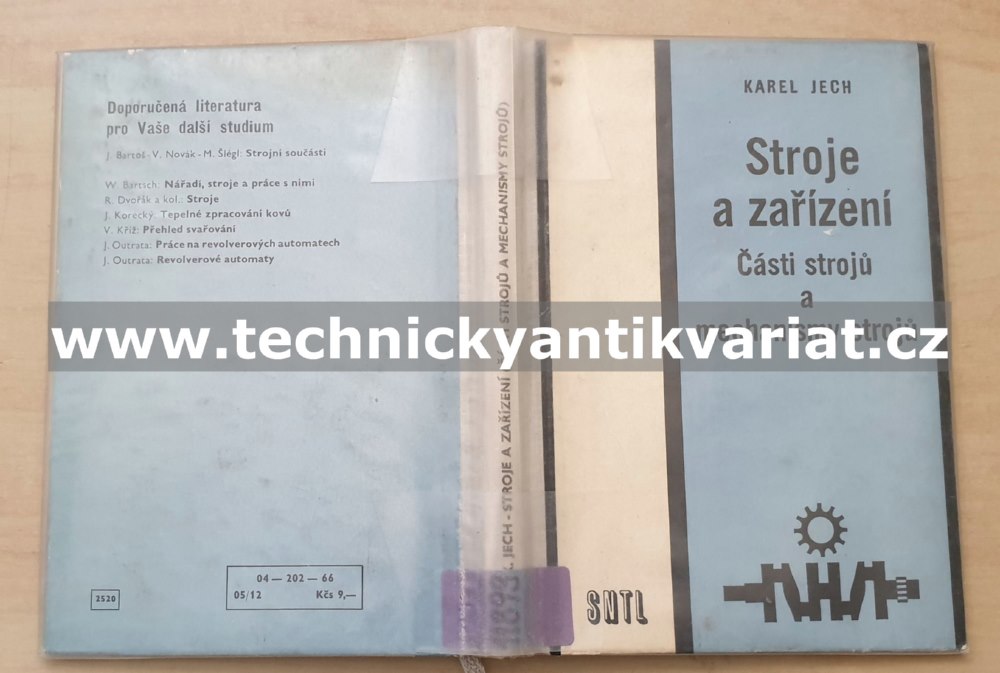 Doporučená literatura
pro Vaše další studium
J. Bartoš - V. Novák - M. Šlégl: Strojní součásti
W. Bartsch: Nářadí, stroje a práce s nimi
R. Dvořák a kol.: Stroje
J. Korecký: Tepelné zpracování kovů
V. Kříž: Přehled svařování
J. Outrata: Práce na revolverových automatech
J. Outrata: Revolverové automaty
2520
04 — 202 — 66
05/12 Kčs 9,—
JECH - STROJE A ZAŘÍZENÍ STROJŮ A MECHANISMY STROJŮ)
KAREL JECH
Stroje
a zařízení
Části strojů
a
mechanismy strojů
SNTL
www.technickyantikvariat.cz